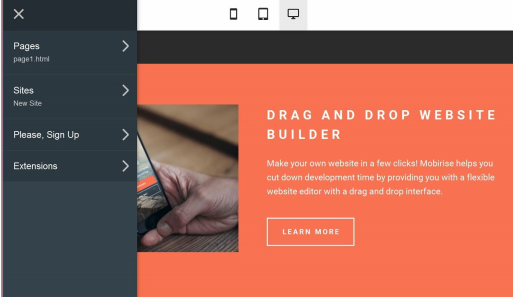 Pages
page1.html
Sites
New Site
Please, Sign Up
Extensions
DRAG AND DROP WEBSITE
BUILDER
Make your own website in a few clicks! Mobirise helps you
cut down development time by providing you with a flexible
website editor with a drag and drop interface.
LEARN MORE